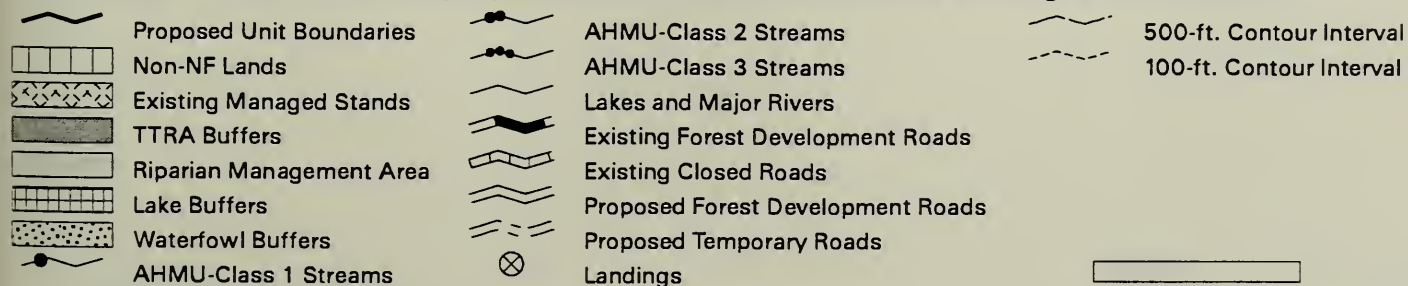 Proposed Unit Boundaries
Non-NF Lands
Existing Managed Stands
TTRA Buffers
Riparian Management Area
Lake Buffers
Waterfowl Buffers
AHMU-Class 1 Streams
AHMU-Class 2 Streams
AHMU-Class 3 Streams
Lakes and Major Rivers
Existing Forest Development Roads
Existing Closed Roads
Proposed Forest Development Roads
Proposed Temporary Roads
Landings
500-ft. Contour Interval
100-ft. Contour Interval